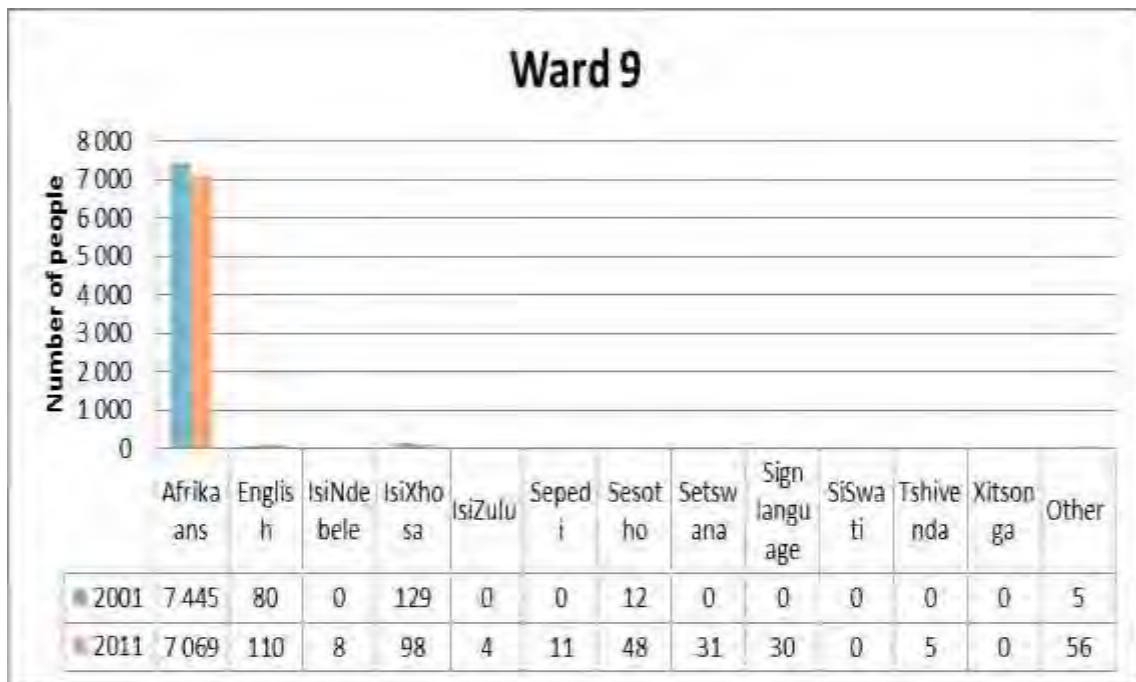 Ward 9
Number of people
8 000
7 000
6 000
5 000
4 000
3 000
2 000
1 000
0
Afrika Englis IsiNde IsiXho IsiZulu Seped Sesot Setsw Sign SiSwa Tshive Xitson Other
ans h bele sa i ho ana langu ti nda ga
age
2001 7 445 80 0 129 0 0 12 0 0 0 0 0 5
2011 7 069 110 8 98 4 11 48 31 30 0 5 0 56